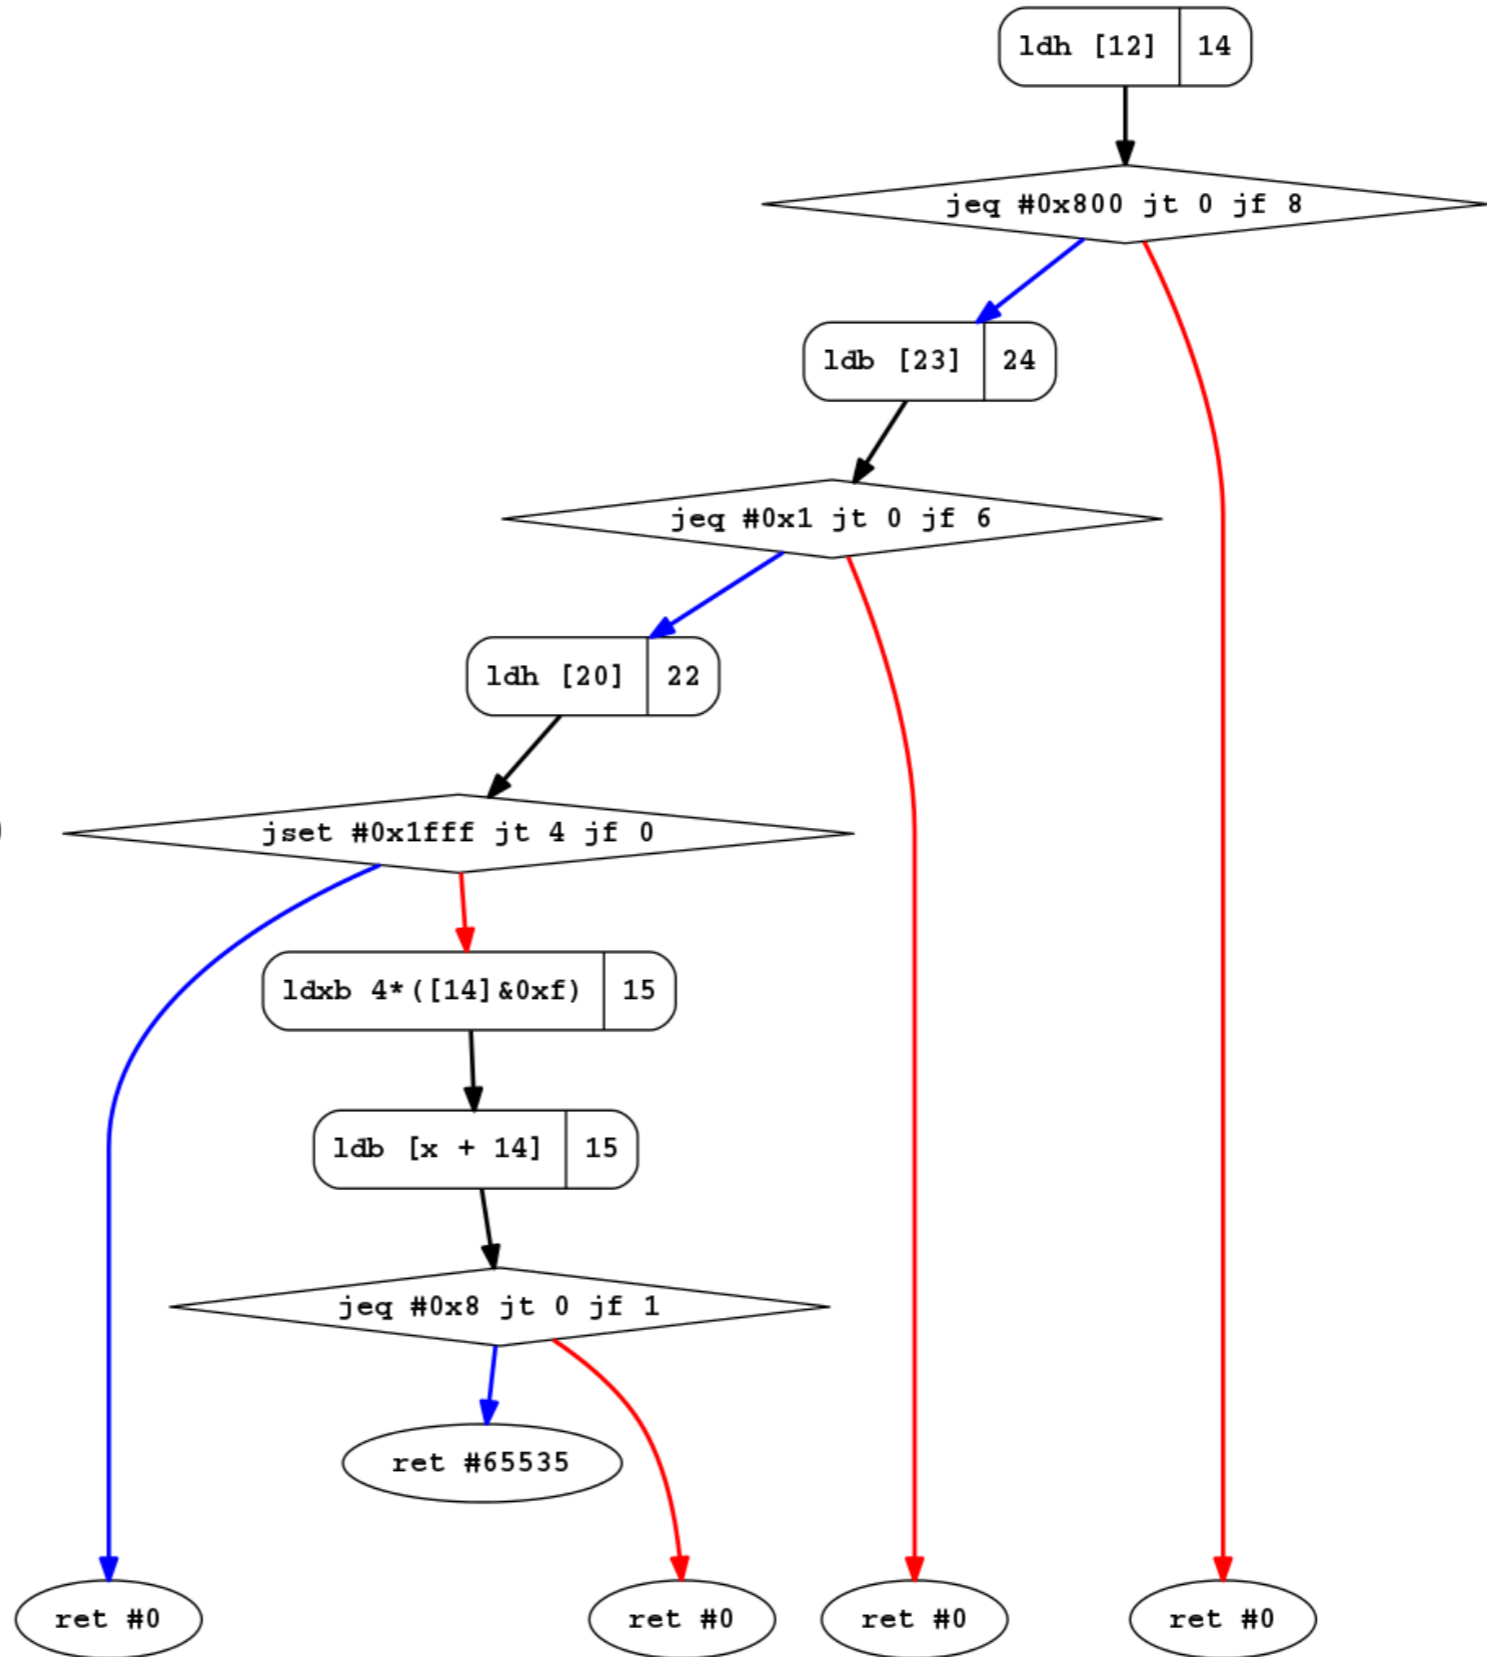 ldh [12] 14
jeq #0x800 jt 0 jf 8
ldb [23] 24
jeq #0x1 jt 0 jf 6
ldh [20] 22
jset #0x1fff jt 4 jf 0
ldxb 4*([14]&0xf) 15
ldb [x + 14] 15
jeq #0x8 jt 0 jf 1
ret #65535
ret #0 ret #0 ret #0 ret #0